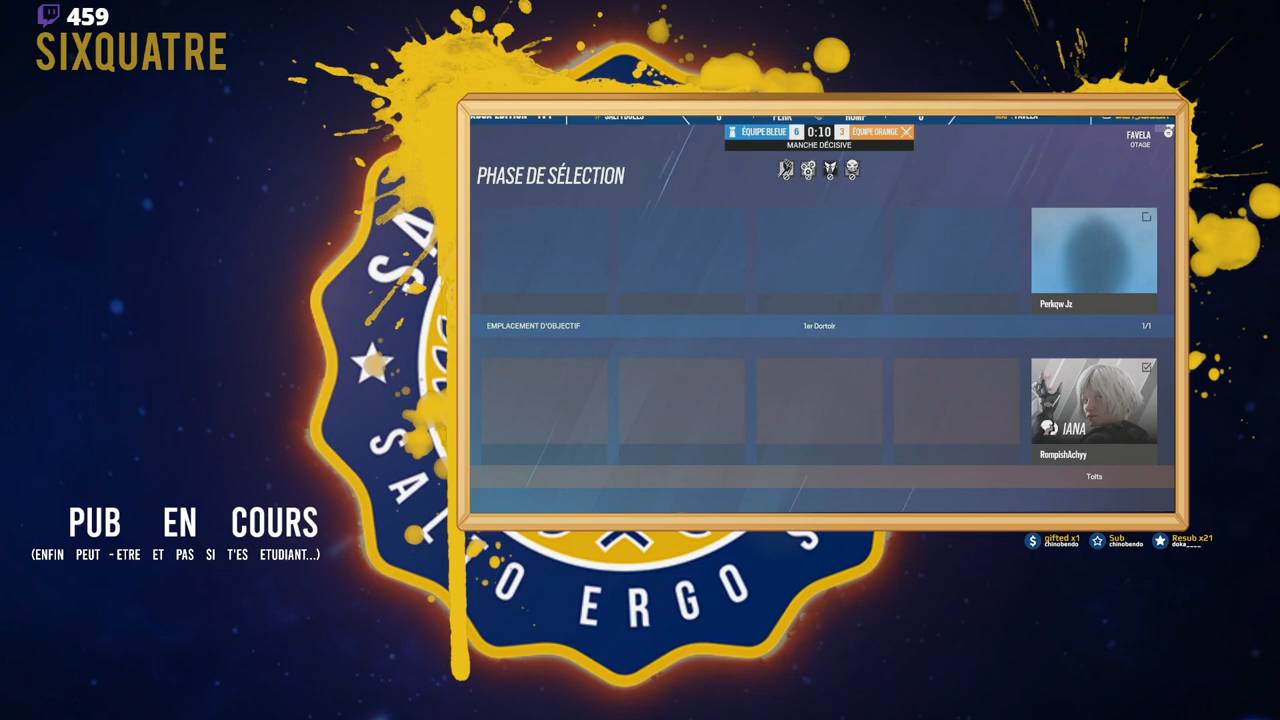 459
SIXQUATRE
ÉQUIPE BLEUE 6 0:10 3 ÉQUIPE ORANGE
MANCHE DÉCISIVE
FAVELA
OTAGE
PHASE DE SÉLECTION
Perkqw Jz
EMPLACEMENT D'OBJECTIF 1er Dortoir 1/1
IANA
RompishAchyy
Toits
PUB EN COURS
(ENFIN PEUT -ETRE ET PAS SI T'ES ETUDIANT...)
gifted x1
chinobendo
Sub
chinobendo
Resub x21
doka____
ERGO